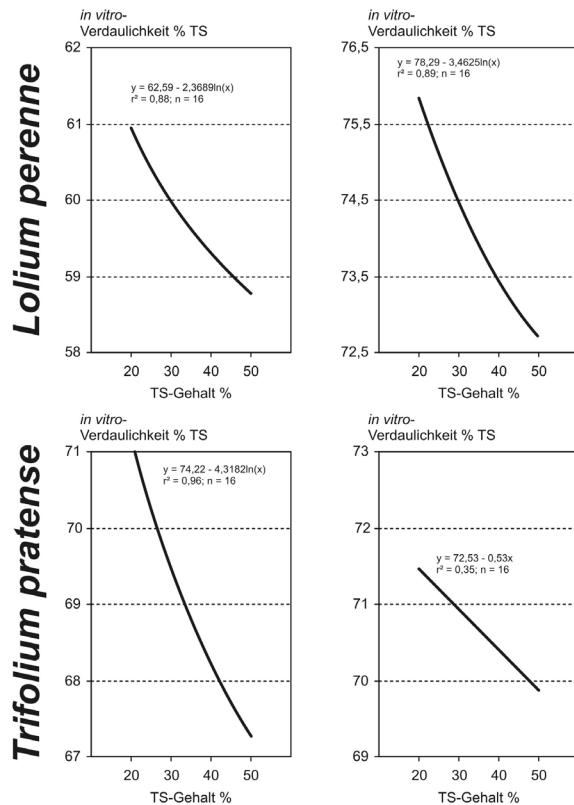 Lolium perenne
in vitro-
Verdaulichkeit % TS
62
61
60
59
58
y = 62,59 - 2,3689ln(x)
r² = 0,88; n = 16
20 30 40 50
TS-Gehalt %
in vitro-
Verdaulichkeit % TS
76,5
75,5
74,5
73,5
72,5
y = 78,29 - 3,4625ln(x)
r² = 0,89; n = 16
20 30 40 50
TS-Gehalt %
Trifolium pratense
in vitro-
Verdaulichkeit % TS
71
70
69
68
67
y = 74,22 - 4,3182ln(x)
r² = 0,96; n = 16
20 30 40 50
TS-Gehalt %
in vitro-
Verdaulichkeit % TS
73
72
71
70
69
y = 72,53 - 0,53x
r² = 0,35; n = 16
20 30 40 50
TS-Gehalt %